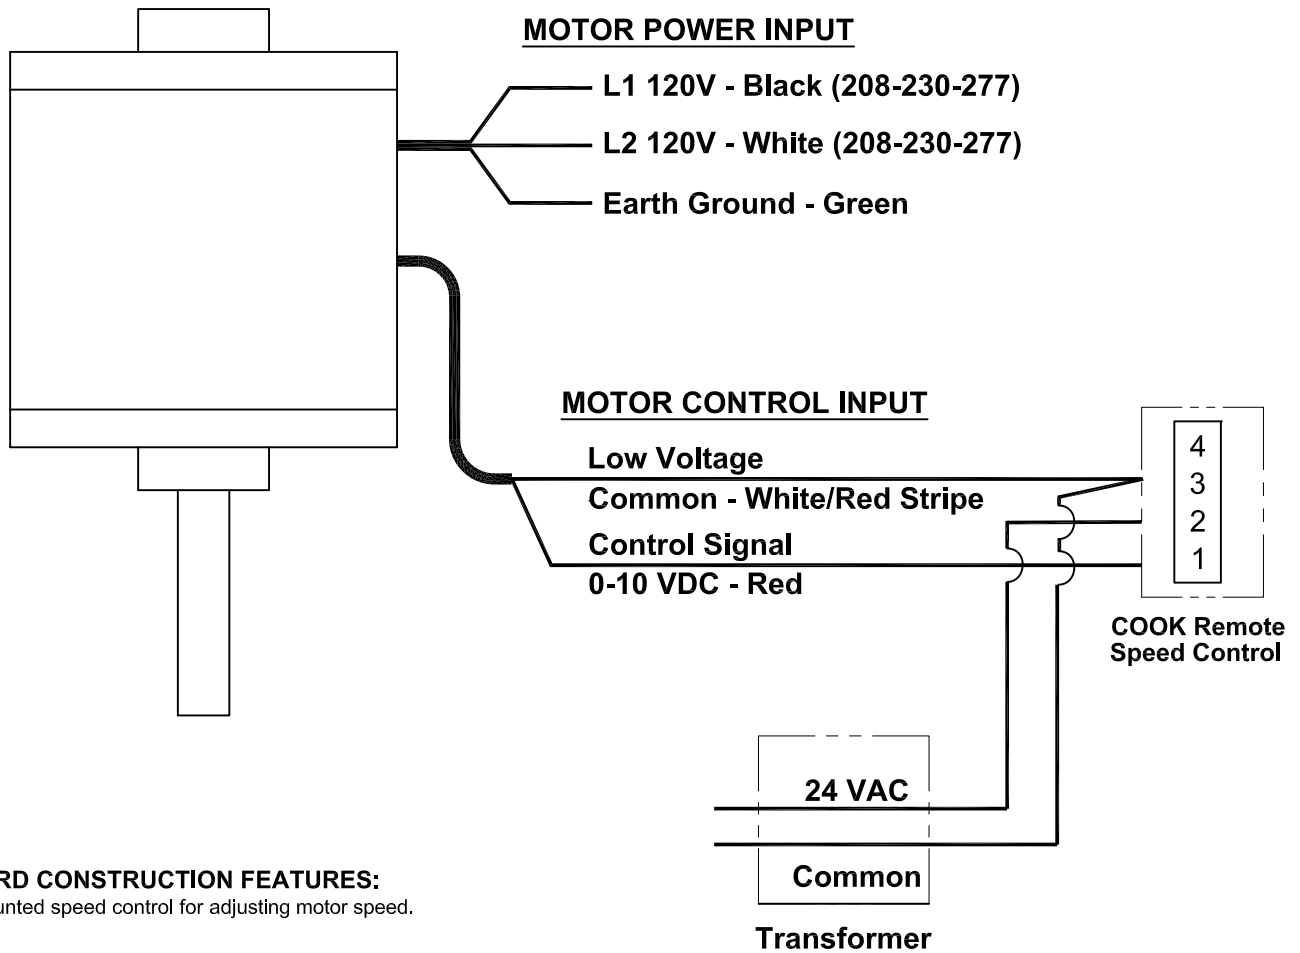 MOTOR POWER INPUT
L1 120V - Black (208-230-277)
L2 120V - White (208-230-277)
Earth Ground - Green
MOTOR CONTROL INPUT
Low Voltage
Common - White/Red Stripe
Control Signal
0-10 VDC - Red
4
3
2
1
COOK Remote
Speed Control
24 VAC
Common
Transformer
RD CONSTRUCTION FEATURES:
unted speed control for adjusting motor speed.